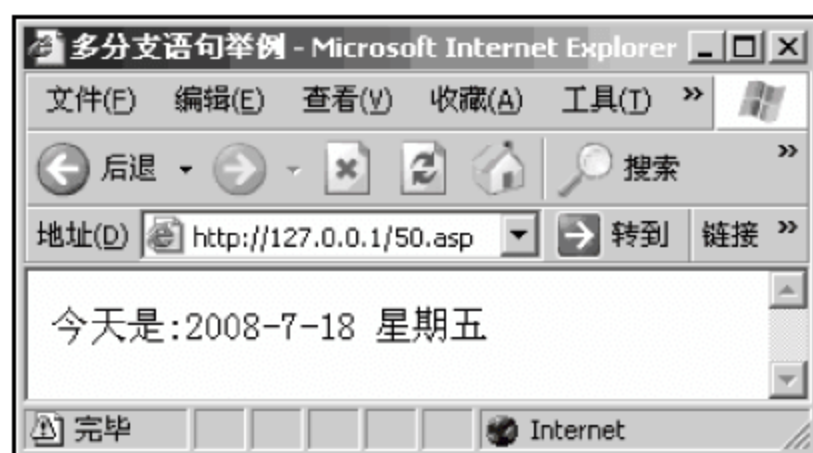 多分支语句举例 - Microsoft Internet Explorer
文件(F) 编辑(E) 查看(V) 收藏(A) 工具(T) »
后退 搜索 »
地址(D) http://127.0.0.1/50.asp 转到 链接 »
今天是:2008-7-18 星期五
完毕 Internet